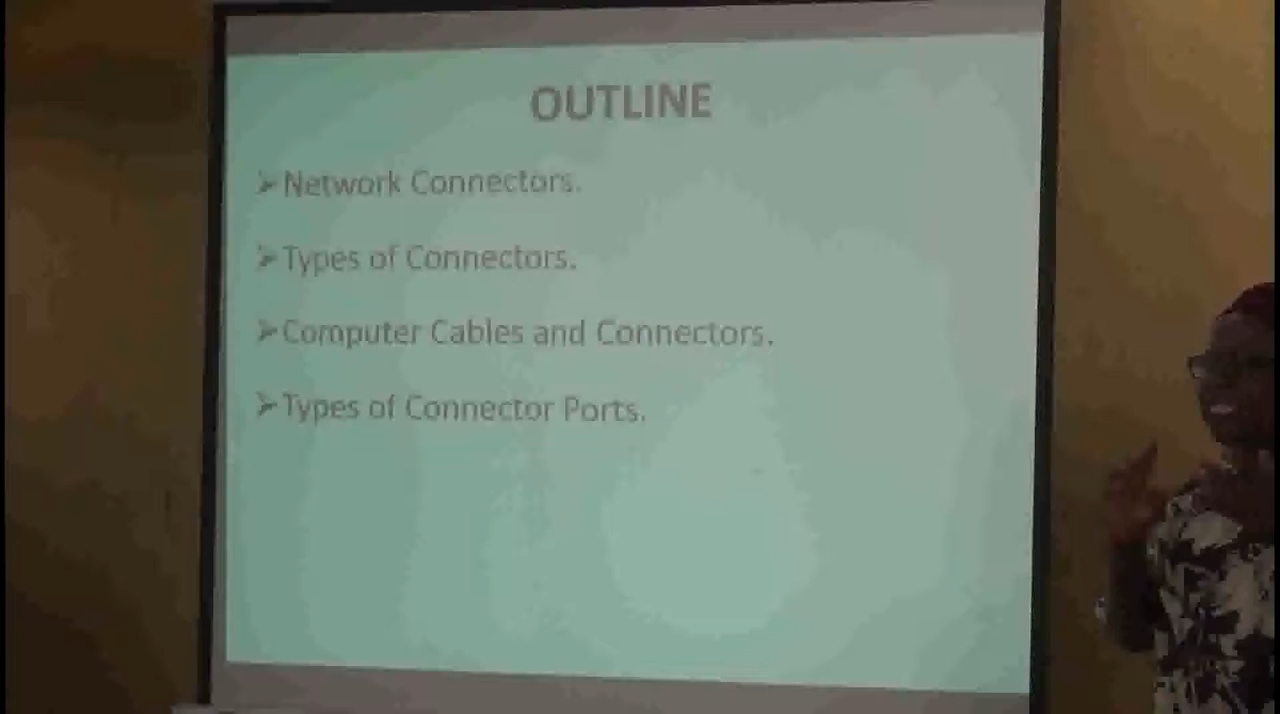 OUTLINE
➢Network Connectors.
➢Types of Connectors.
➢Computer Cables and Connectors.
➢Types of Connector Ports.